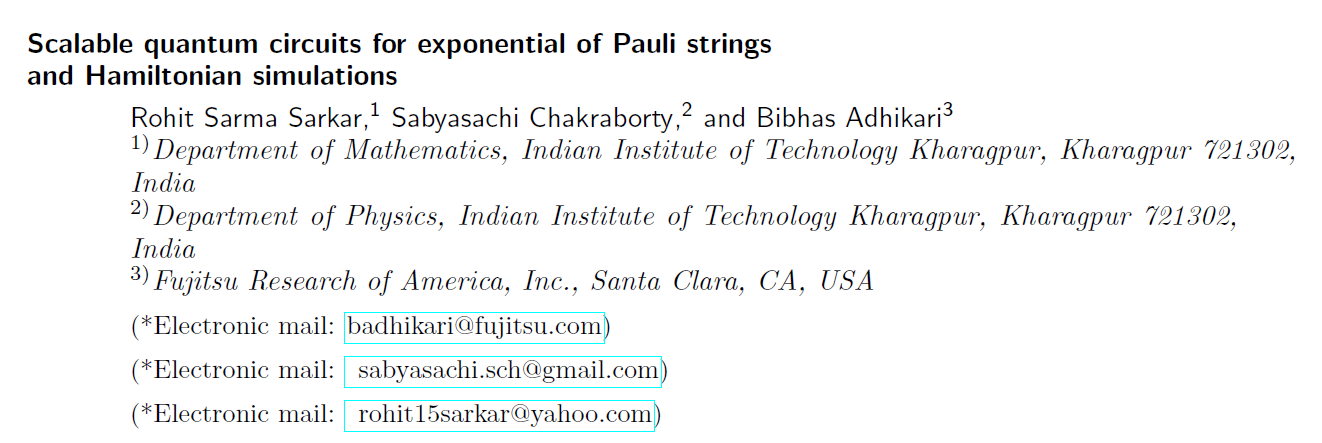 Scalable quantum circuits for exponential of Pauli strings
and Hamiltonian simulations
Rohit Sarma Sarkar,1 Sabyasachi Chakraborty,2 and Bibhas Adhikari3
1) Department of Mathematics, Indian Institute of Technology Kharagpur, Kharagpur 721302,
India
2) Department of Physics, Indian Institute of Technology Kharagpur, Kharagpur 721302,
India
3) Fujitsu Research of America, Inc., Santa Clara, CA, USA
(*Electronic mail: badhikari@fujitsu.com)
(*Electronic mail: sabyasachi.sch@gmail.com)
(*Electronic mail: rohit15sarkar@yahoo.com)